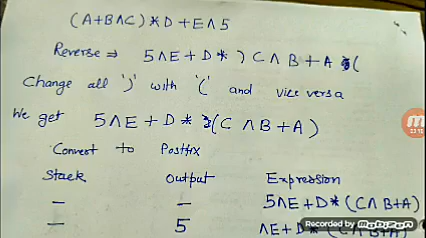 (A+B∧C)*D+E∧5
Reverse ⇒ 5∧E+D*)C∧B+A(
Change all ')' with '(' and vice versa
We get 5∧E+D*(C∧B+A)
Convert to Postfix
Stack Output Expression
– – 5∧E+D*(C∧B+A)
– 5 ∧E+D*(C∧B+A)
Recorded by mobizen